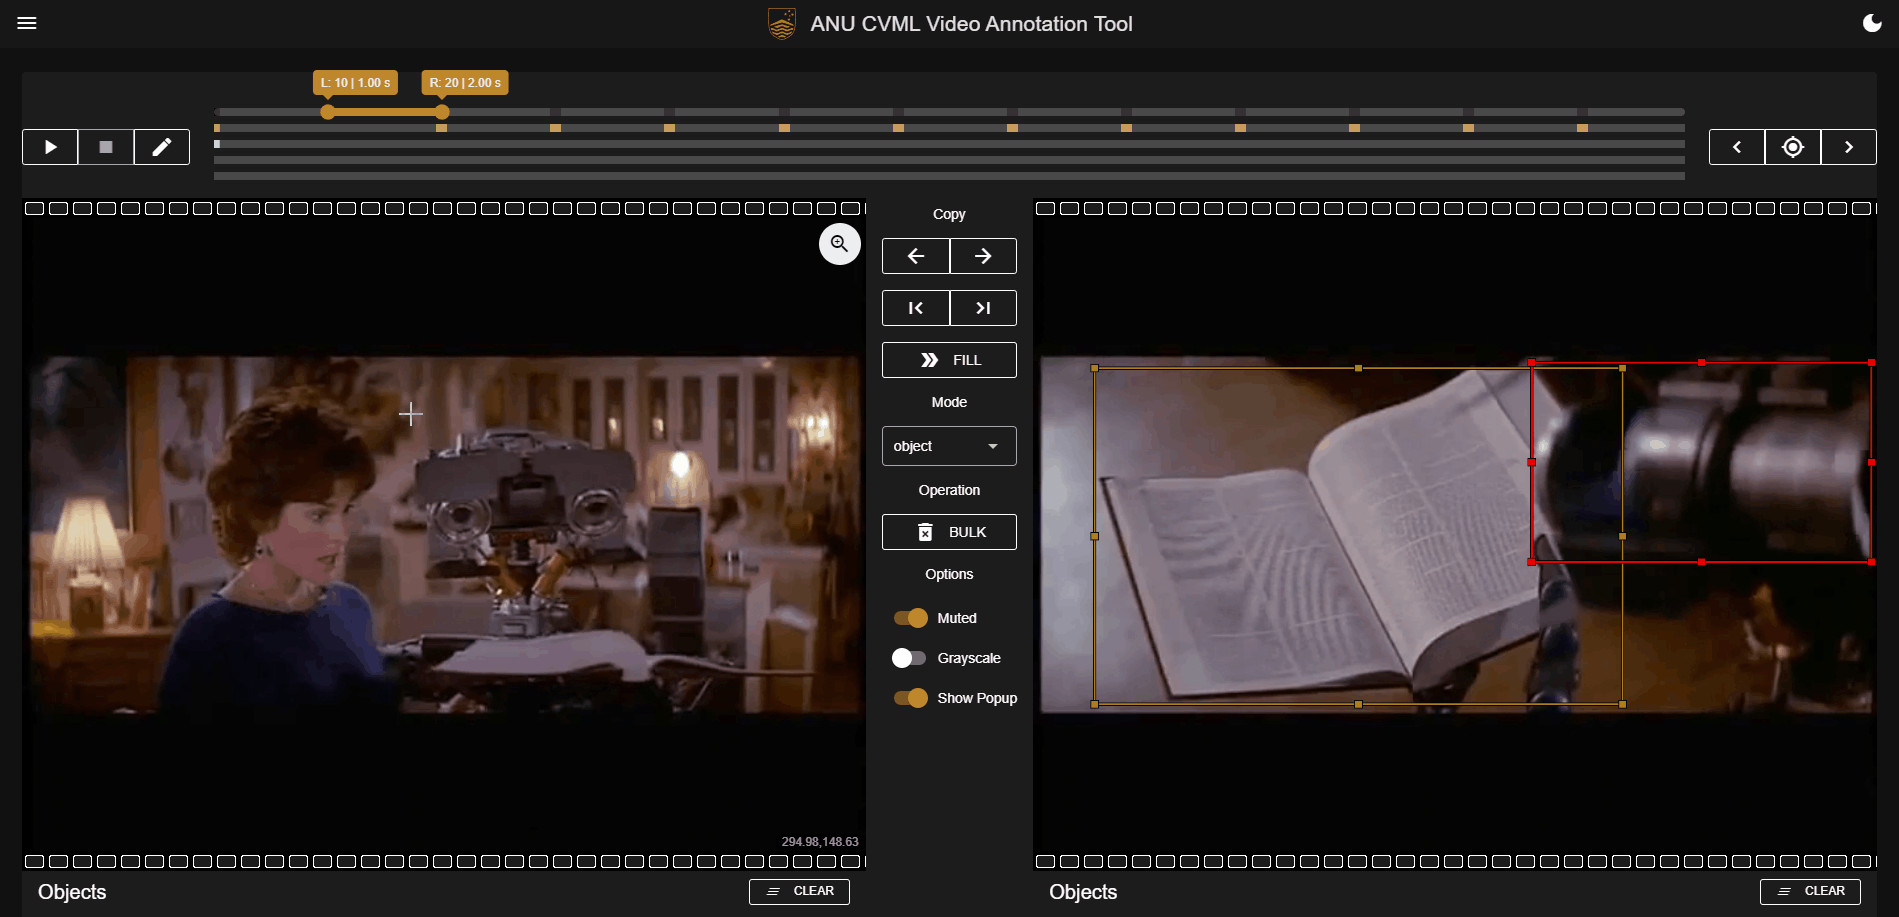 ANU CVML Video Annotation Tool
L: 10 | 1.00 s
R: 20 | 2.00 s
Copy
FILL
Mode
object
Operation
BULK
Options
Muted
Grayscale
Show Popup
294.98,148.63
Objects
CLEAR
Objects
CLEAR